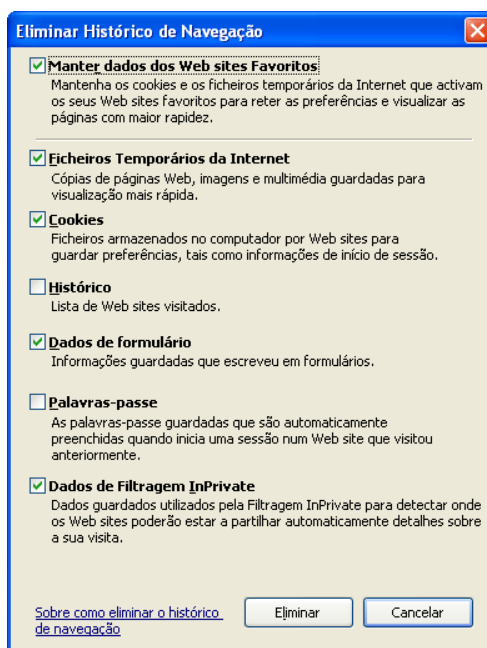 Eliminar Histórico de Navegação
Manter dados dos Web sites Favoritos
Mantenha os cookies e os ficheiros temporários da Internet que activam
os seus Web sites favoritos para reter as preferências e visualizar as
páginas com maior rapidez.
Ficheiros Temporários da Internet
Cópias de páginas Web, imagens e multimédia guardadas para
visualização mais rápida.
Cookies
Ficheiros armazenados no computador por Web sites para
guardar preferências, tais como informações de início de sessão.
Histórico
Lista de Web sites visitados.
Dados de formulário
Informações guardadas que escreveu em formulários.
Palavras-passe
As palavras-passe guardadas que são automaticamente
preenchidas quando inicia uma sessão num Web site que visitou
anteriormente.
Dados de Filtragem InPrivate
Dados guardados utilizados pela Filtragem InPrivate para detectar onde
os Web sites poderão estar a partilhar automaticamente detalhes sobre
a sua visita.
Sobre como eliminar o histórico
de navegação
Eliminar
Cancelar